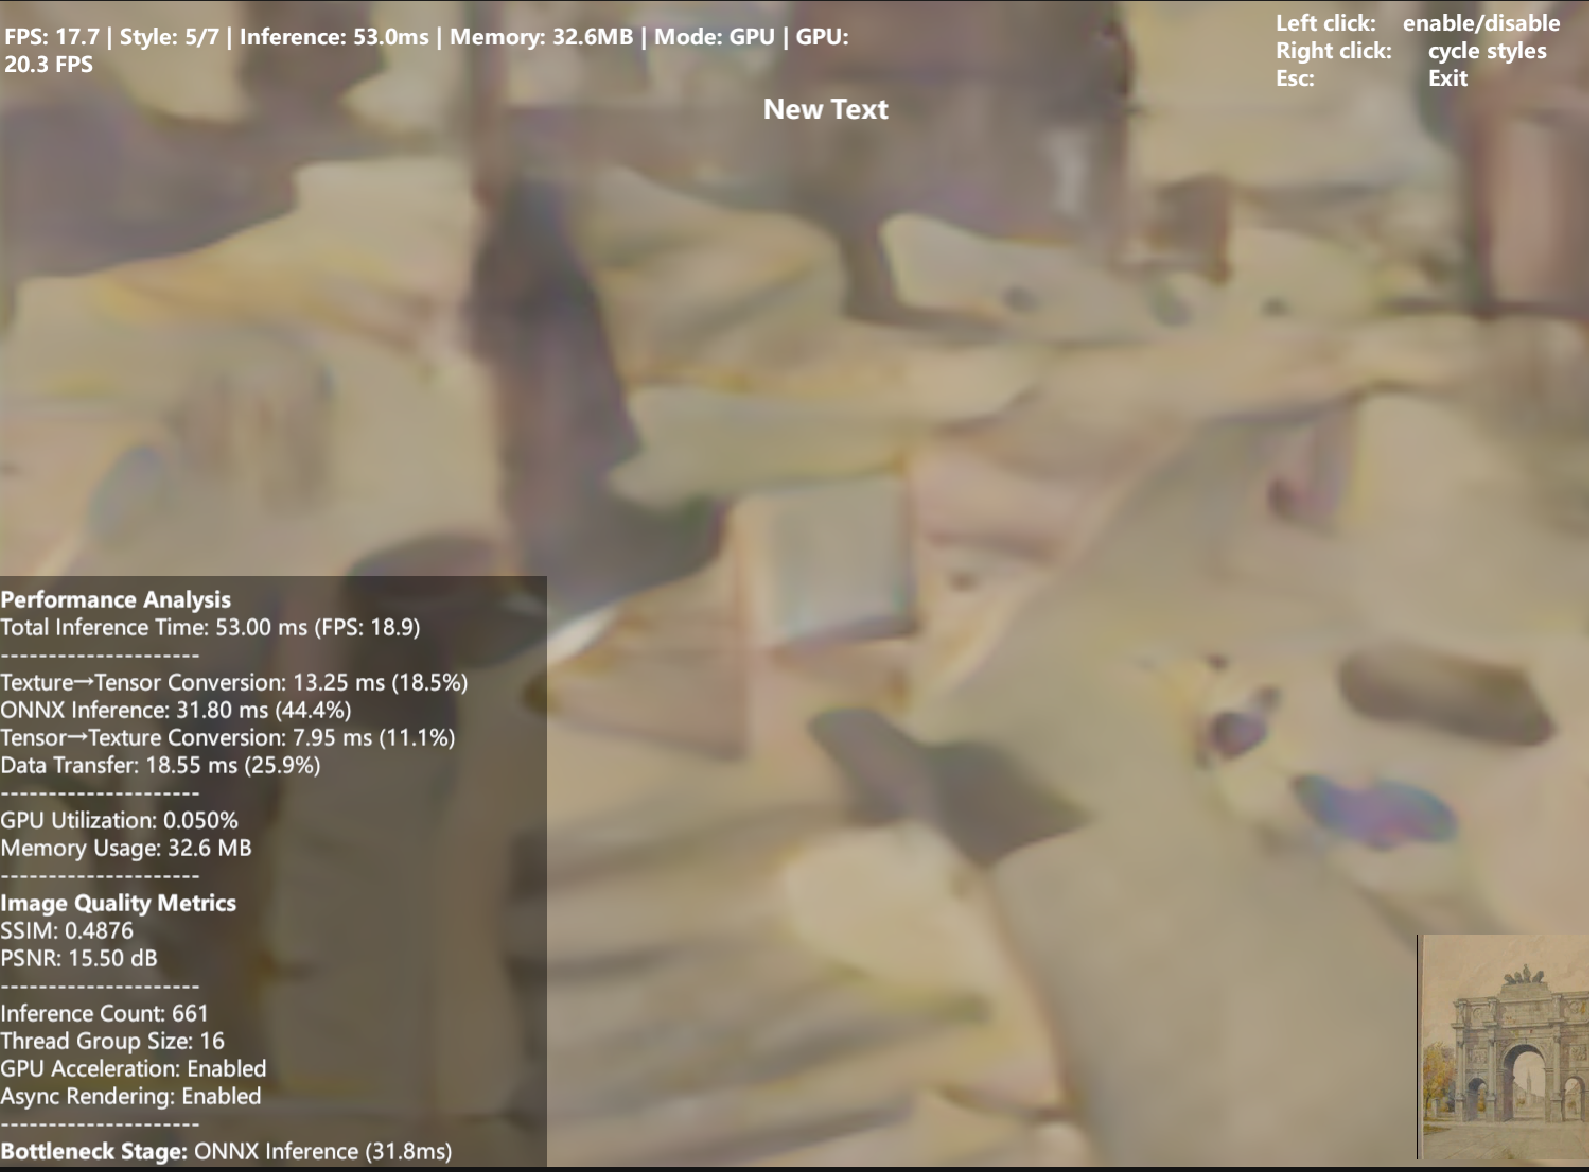 FPS: 17.7 | Style: 5/7 | Inference: 53.0ms | Memory: 32.6MB | Mode: GPU | GPU:
20.3 FPS
Left click: enable/disable
Right click: cycle styles
Esc: Exit
New Text
Performance Analysis
Total Inference Time: 53.00 ms (FPS: 18.9)
---------------------
Texture→Tensor Conversion: 13.25 ms (18.5%)
ONNX Inference: 31.80 ms (44.4%)
Tensor→Texture Conversion: 7.95 ms (11.1%)
Data Transfer: 18.55 ms (25.9%)
---------------------
GPU Utilization: 0.050%
Memory Usage: 32.6 MB
---------------------
Image Quality Metrics
SSIM: 0.4876
PSNR: 15.50 dB
---------------------
Inference Count: 661
Thread Group Size: 16
GPU Acceleration: Enabled
Async Rendering: Enabled
---------------------
Bottleneck Stage: ONNX Inference (31.8ms)